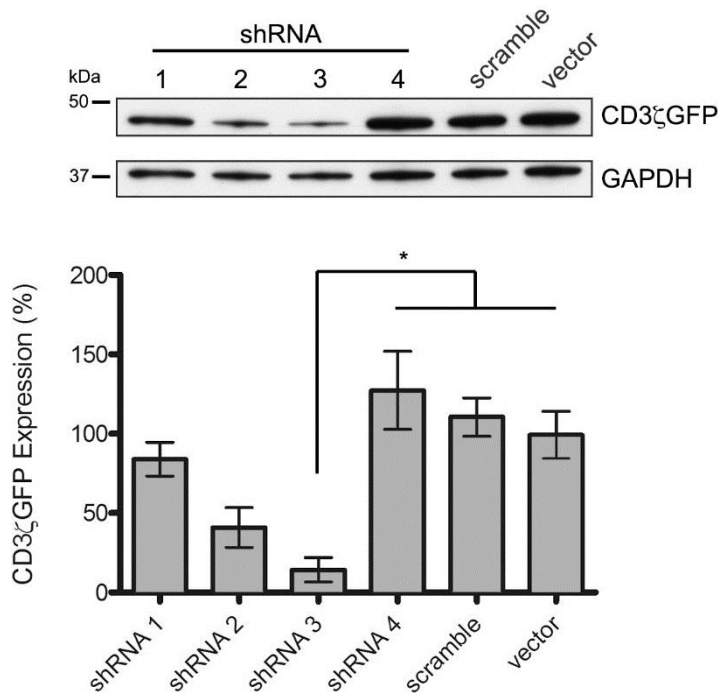 shRNA
kDa 1 2 3 4 scramble vector
50
CD3ζGFP
37
GAPDH
*
200
150
100
50
0
CD3ζGFP Expression (%)
shRNA 1
shRNA 2
shRNA 3
shRNA 4
scramble
vector